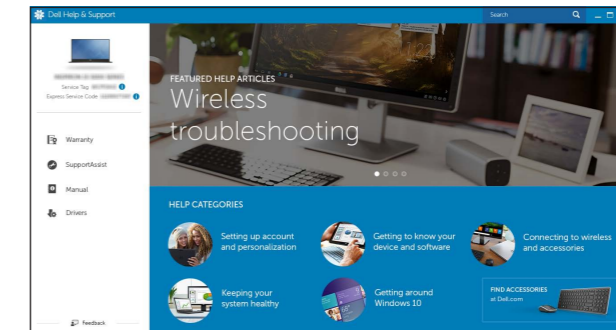 Dell Help & Support
Search
Service Tag:
Express Service Code:
Warranty
SupportAssist
Manual
Drivers
Feedback
FEATURED HELP ARTICLES
Wireless
troubleshooting
HELP CATEGORIES
Setting up account
and personalization
Getting to know your
device and software
Connecting to wireless
and accessories
Keeping your
system healthy
Getting around
Windows 10
FIND ACCESSORIES
at Dell.com